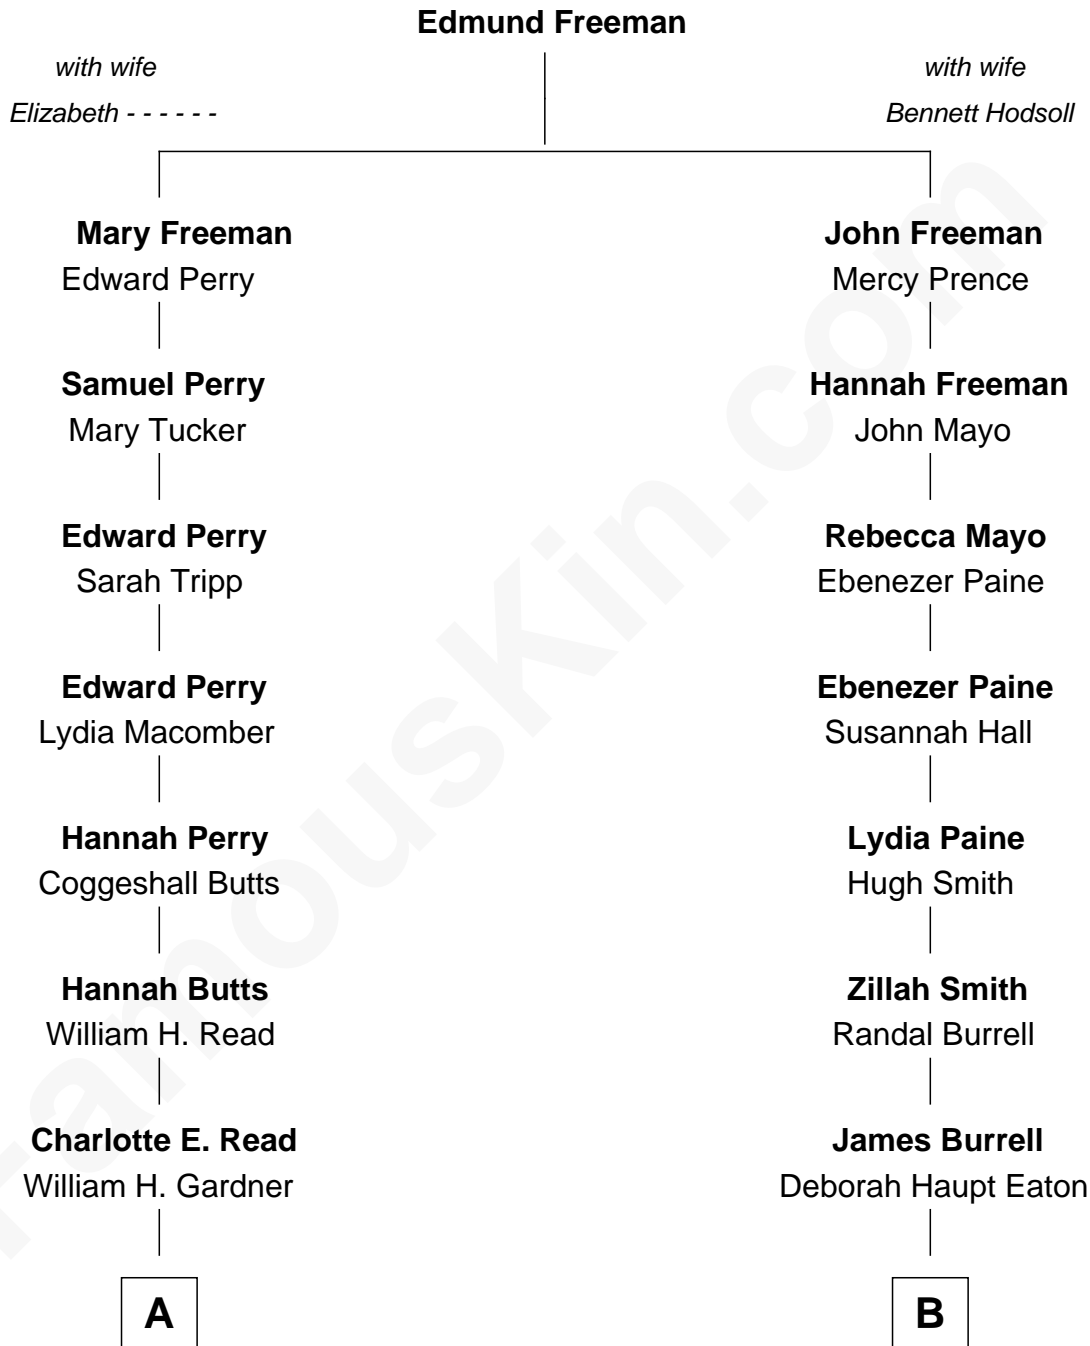 Edmund Freeman
with wife
Elizabeth - - - - - -
with wife
Bennett Hodsoll
Mary Freeman
Edward Perry
John Freeman
Mercy Prence
Samuel Perry
Mary Tucker
Hannah Freeman
John Mayo
Edward Perry
Sarah Tripp
Rebecca Mayo
Ebenezer Paine
Edward Perry
Lydia Macomber
Ebenezer Paine
Susannah Hall
Hannah Perry
Coggeshall Butts
Lydia Paine
Hugh Smith
Hannah Butts
William H. Read
Zillah Smith
Randal Burrell
Charlotte E. Read
William H. Gardner
James Burrell
Deborah Haupt Eaton
A
B
FamousKin.com